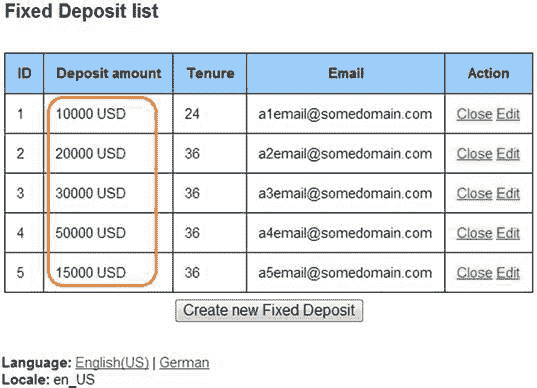 Fixed Deposit list
ID Deposit amount Tenure Email Action
1 10000 USD 24 a1email@somedomain.com Close Edit
2 20000 USD 36 a2email@somedomain.com Close Edit
3 30000 USD 36 a3email@somedomain.com Close Edit
4 50000 USD 36 a4email@somedomain.com Close Edit
5 15000 USD 36 a5email@somedomain.com Close Edit
Create new Fixed Deposit
Language: English(US) | German
Locale: en_US